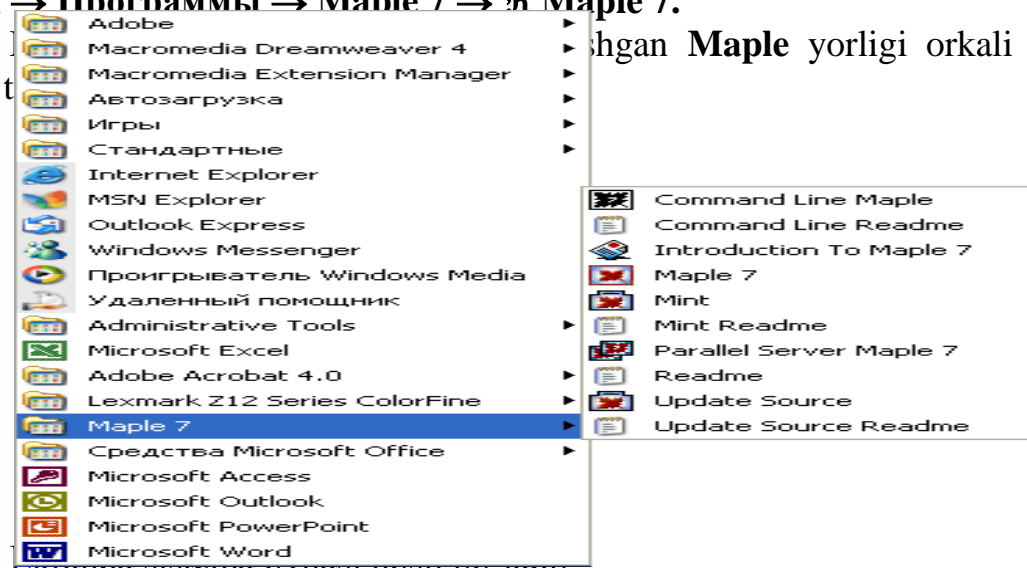 → Программы → Maple 7 → Maple 7.
shgan Maple yorligi orkali
t
Adobe
Macromedia Dreamweaver 4
Macromedia Extension Manager
Автозагрузка
Игры
Стандартные
Internet Explorer
MSN Explorer
Outlook Express
Windows Messenger
Проигрыватель Windows Media
Удаленный помощник
Administrative Tools
Microsoft Excel
Adobe Acrobat 4.0
Lexmark Z12 Series ColorFine
Maple 7
Средства Microsoft Office
Microsoft Access
Microsoft Outlook
Microsoft PowerPoint
Microsoft Word
Command Line Maple
Command Line Readme
Introduction To Maple 7
Maple 7
Mint
Mint Readme
Parallel Server Maple 7
Readme
Update Source
Update Source Readme